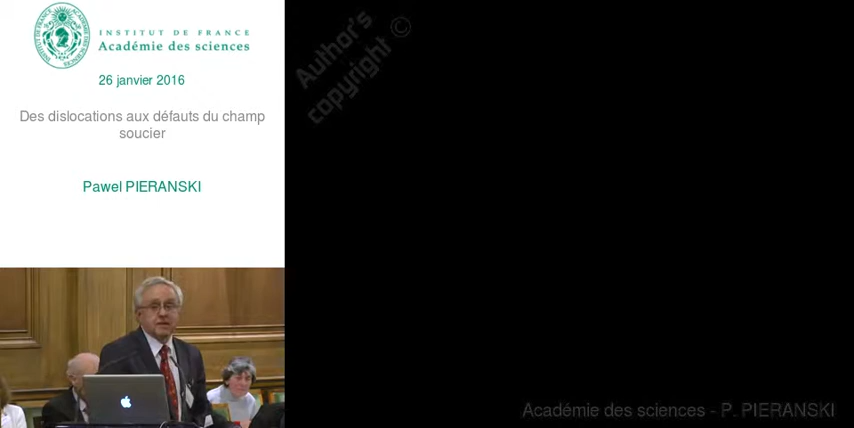 INSTITUT DE FRANCE
Académie des sciences
26 janvier 2016
Des dislocations aux défauts du champ
soucier
Pawel PIERANSKI
Author's ©
copyright
Académie des sciences - P. PIERANSKI